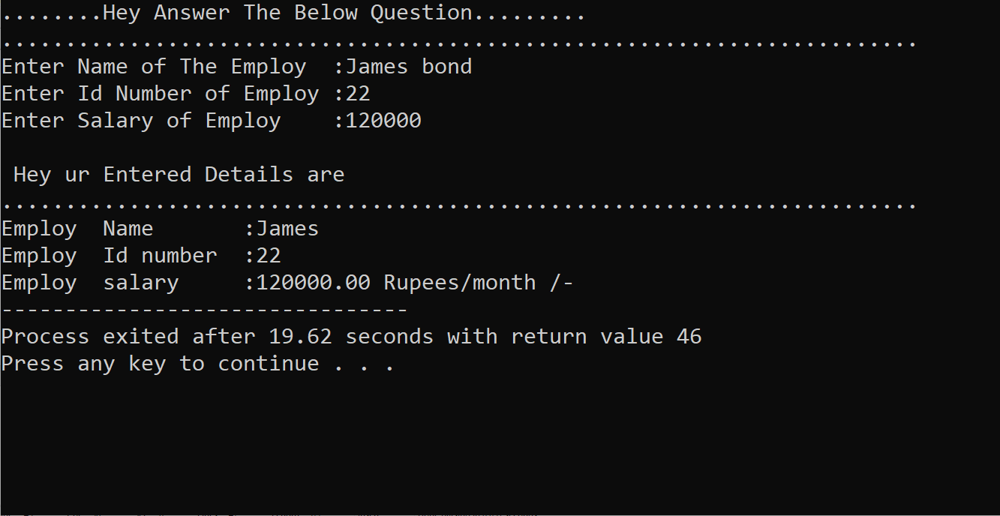 ........Hey Answer The Below Question.........
........................................................................
Enter Name of The Employ  :James bond
Enter Id Number of Employ :22
Enter Salary of Employ    :120000
 Hey ur Entered Details are
........................................................................
Employ  Name       :James
Employ  Id number  :22
Employ  salary     :120000.00 Rupees/month /-
--------------------------------
Process exited after 19.62 seconds with return value 46
Press any key to continue . . .